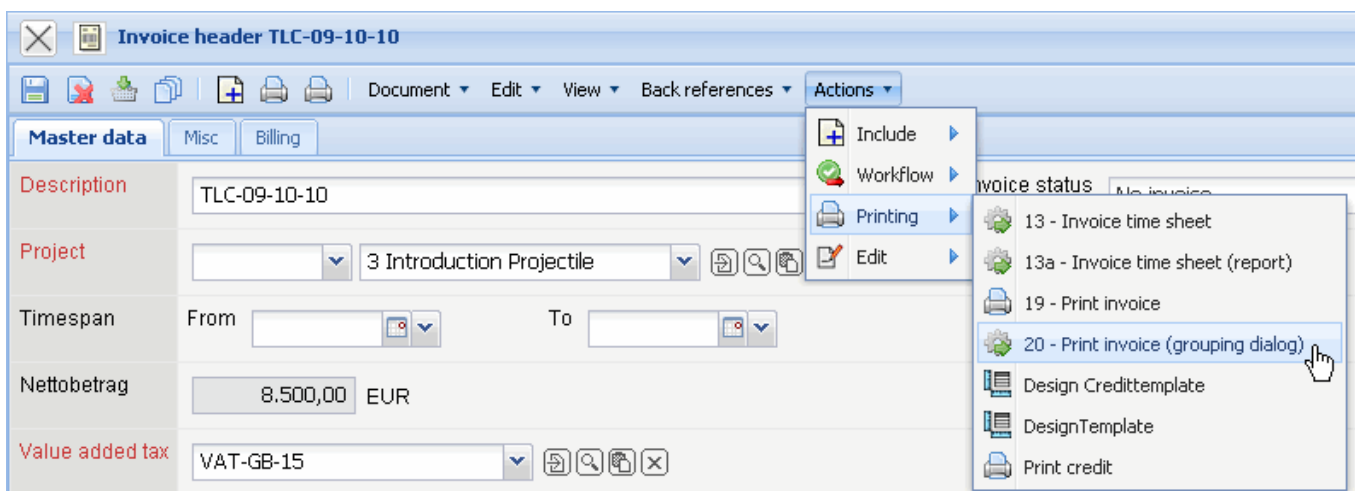 Invoice header TLC-09-10-10
Document Edit View Back references Actions
Master data Misc Billing
Include
Workflow
Printing
Edit
Description TLC-09-10-10
nvoice status No invoice
Project 3 Introduction Projectile
Timespan From To
Nettobetrag 8.500,00 EUR
Value added tax VAT-GB-15
13 - Invoice time sheet
13a - Invoice time sheet (report)
19 - Print invoice
20 - Print invoice (grouping dialog)
Design Credittemplate
DesignTemplate
Print credit